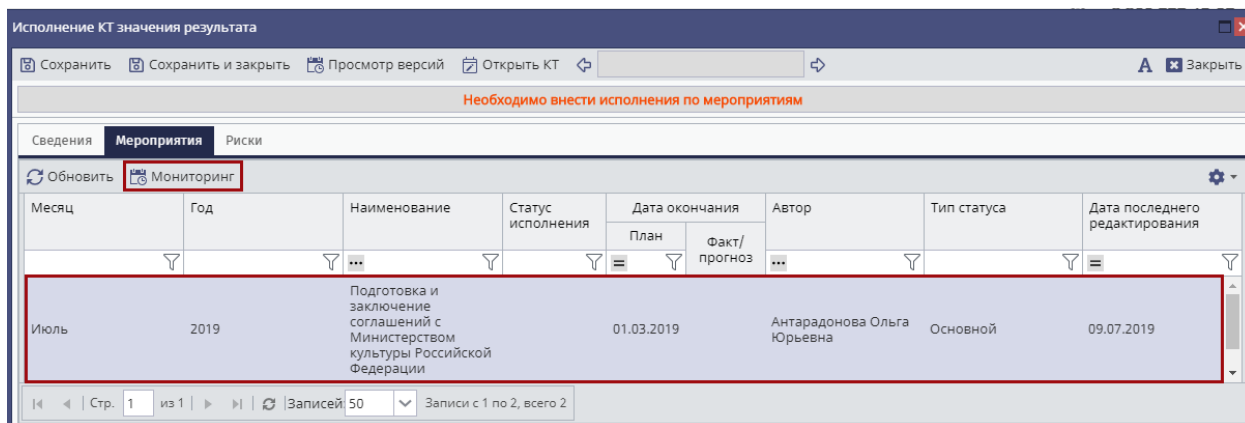 Исполнение КТ значения результата
Сохранить Сохранить и закрыть Просмотр версий Открыть КТ A Закрыть
Необходимо внести исполнения по мероприятиям
Сведения Мероприятия Риски
Обновить Мониторинг
Месяц Год Наименование Статус исполнения Дата окончания Автор Тип статуса Дата последнего редактирования
План Факт/прогноз
... = ... =
Июль 2019 Подготовка и заключение соглашений с Министерством культуры Российской Федерации 01.03.2019 Антарадонова Ольга Юрьевна Основной 09.07.2019
Стр. 1 из 1 Записей: 50 Записи с 1 по 2, всего 2